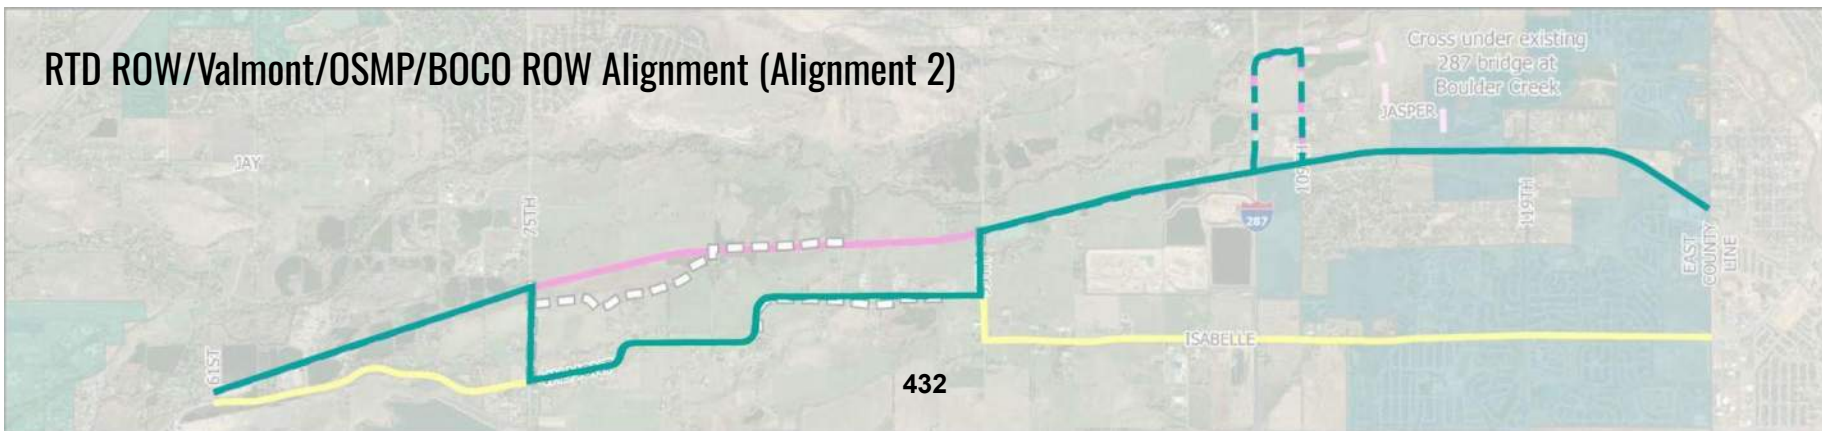 RTD ROW/Valmont/OSMP/BOCO ROW Alignment (Alignment 2)
Cross under existing
287 bridge at
Boulder Creek
JASPER
JAY
75TH
119TH
287
EAST
COUNTY
LINE
ISABELLE
61ST
432